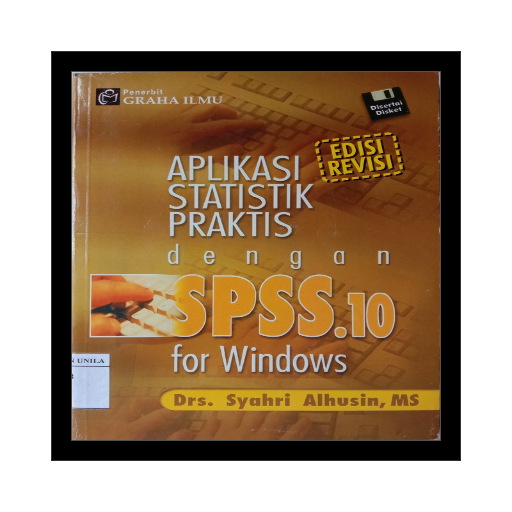 Penerbit
GRAHA ILMU
Disertai
Disket
EDISI
REVISI
APLIKASI
STATISTIK
PRAKTIS
dengan
SPSS.10
for Windows
N UNILA
Drs. Syahri Alhusin, MS